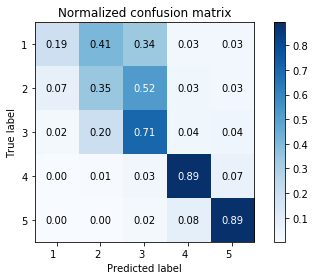 Normalized confusion matrix
True label
1 0.19 0.41 0.34 0.03 0.03
2 0.07 0.35 0.52 0.03 0.03
3 0.02 0.20 0.71 0.04 0.04
4 0.00 0.01 0.03 0.89 0.07
5 0.00 0.00 0.02 0.08 0.89
1 2 3 4 5
Predicted label
0.8
0.7
0.6
0.5
0.4
0.3
0.2
0.1